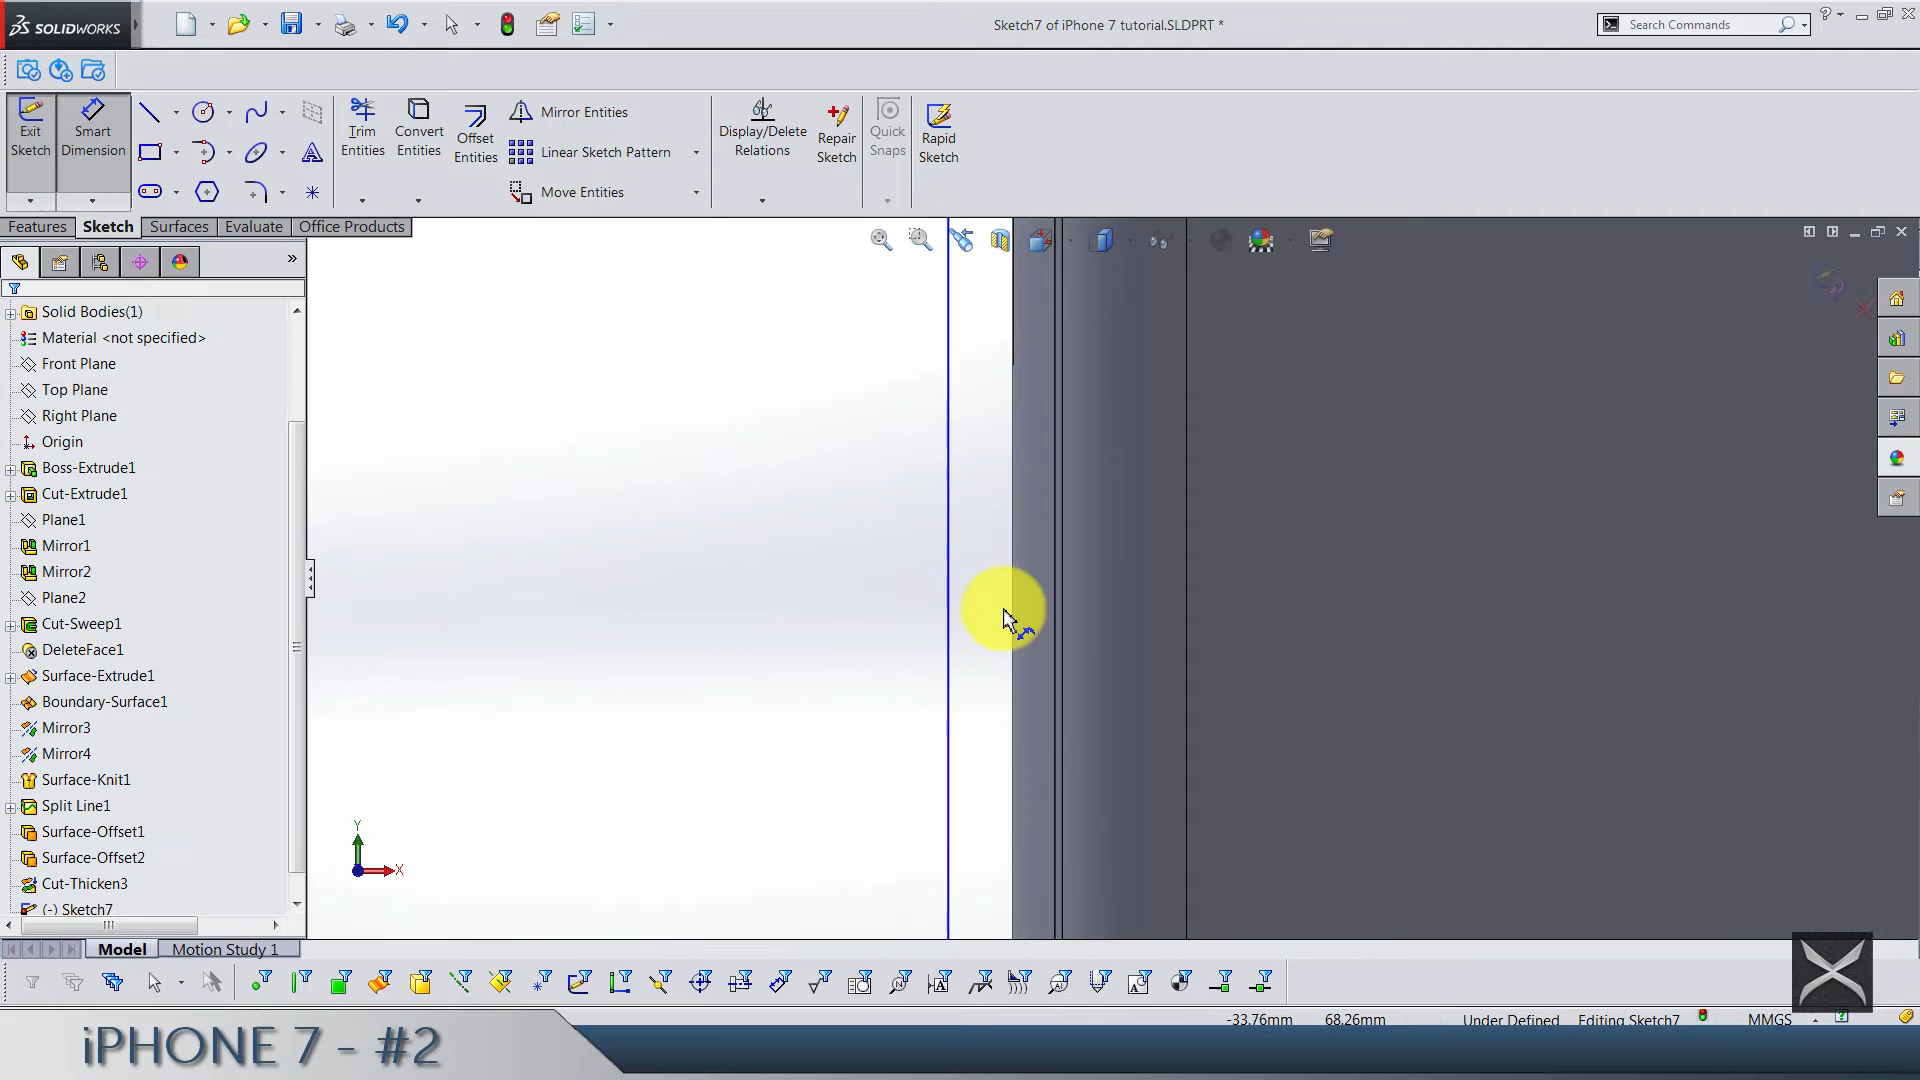 SOLIDWORKS
Sketch7 of iPhone 7 tutorial.SLDPRT *
Search Commands
?
Exit Sketch
Smart Dimension
Trim Entities
Convert Entities
Offset Entities
Mirror Entities
Linear Sketch Pattern
Move Entities
Display/Delete Relations
Repair Sketch
Quick Snaps
Rapid Sketch
Features
Sketch
Surfaces
Evaluate
Office Products
»
Solid Bodies(1)
Material <not specified>
Front Plane
Top Plane
Right Plane
Origin
Boss-Extrude1
Cut-Extrude1
Plane1
Mirror1
Mirror2
Plane2
Cut-Sweep1
DeleteFace1
Surface-Extrude1
Boundary-Surface1
Mirror3
Mirror4
Surface-Knit1
Split Line1
Surface-Offset1
Surface-Offset2
Cut-Thicken3
(-) Sketch7
Y
X
Model
Motion Study 1
-33.76mm
68.26mm
Under Defined
Editing Sketch7
MMGS
iPHONE 7 - #2